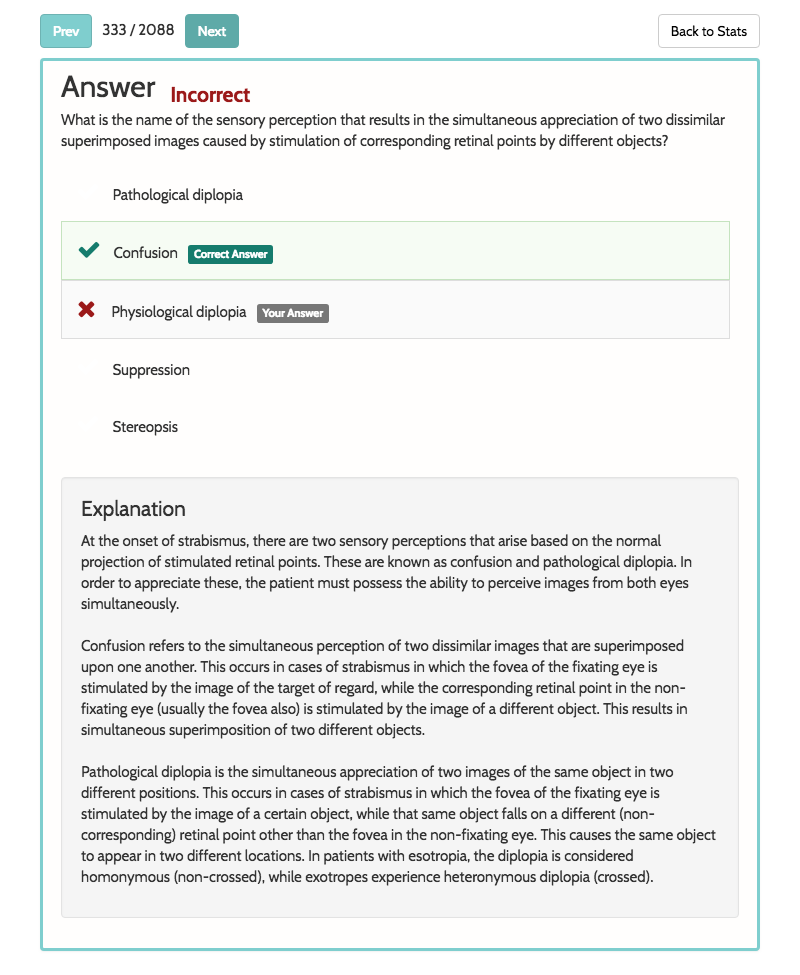 Prev 333 / 2088 Next Back to Stats
Answer Incorrect
What is the name of the sensory perception that results in the simultaneous appreciation of two dissimilar
superimposed images caused by stimulation of corresponding retinal points by different objects?
Pathological diplopia
Confusion Correct Answer
Physiological diplopia Your Answer
Suppression
Stereopsis
Explanation
At the onset of strabismus, there are two sensory perceptions that arise based on the normal
projection of stimulated retinal points. These are known as confusion and pathological diplopia. In
order to appreciate these, the patient must possess the ability to perceive images from both eyes
simultaneously.
Confusion refers to the simultaneous perception of two dissimilar images that are superimposed
upon one another. This occurs in cases of strabismus in which the fovea of the fixating eye is
stimulated by the image of the target of regard, while the corresponding retinal point in the non-
fixating eye (usually the fovea also) is stimulated by the image of a different object. This results in
simultaneous superimposition of two different objects.
Pathological diplopia is the simultaneous appreciation of two images of the same object in two
different positions. This occurs in cases of strabismus in which the fovea of the fixating eye is
stimulated by the image of a certain object, while that same object falls on a different (non-
corresponding) retinal point other than the fovea in the non-fixating eye. This causes the same object
to appear in two different locations. In patients with esotropia, the diplopia is considered
homonymous (non-crossed), while exotropes experience heteronymous diplopia (crossed).